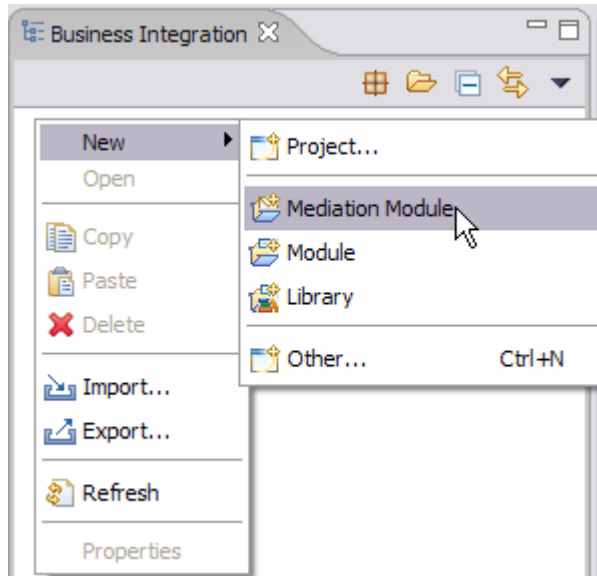 Business Integration
New
Project...
Open
Mediation Module
Copy
Module
Paste
Library
Delete
Other... Ctrl+N
Import...
Export...
Refresh
Properties